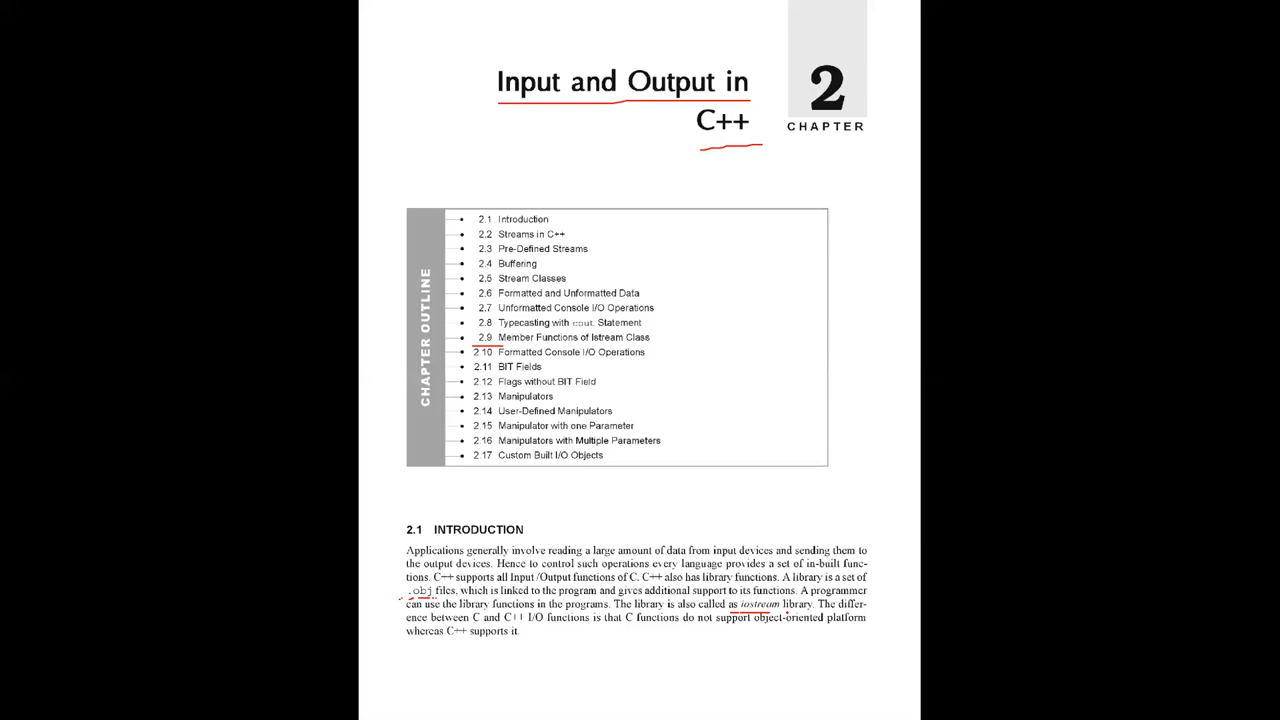 Input and Output in
C++
2
CHAPTER
CHAPTER OUTLINE
• 2.1 Introduction
• 2.2 Streams in C++
• 2.3 Pre-Defined Streams
• 2.4 Buffering
• 2.5 Stream Classes
• 2.6 Formatted and Unformatted Data
• 2.7 Unformatted Console I/O Operations
• 2.8 Typecasting with cout Statement
• 2.9 Member Functions of Istream Class
• 2.10 Formatted Console I/O Operations
• 2.11 BIT Fields
• 2.12 Flags without BIT Field
• 2.13 Manipulators
• 2.14 User-Defined Manipulators
• 2.15 Manipulator with one Parameter
• 2.16 Manipulators with Multiple Parameters
• 2.17 Custom Built I/O Objects
2.1 INTRODUCTION
Applications generally involve reading a large amount of data from input devices and sending them to
the output devices. Hence to control such operations every language provides a set of in-built func-
tions. C++ supports all Input /Output functions of C. C++ also has library functions. A library is a set of
.obj files, which is linked to the program and gives additional support to its functions. A programmer
can use the library functions in the programs. The library is also called as iostream library. The differ-
ence between C and C++ I/O functions is that C functions do not support object-oriented platform
whereas C++ supports it.